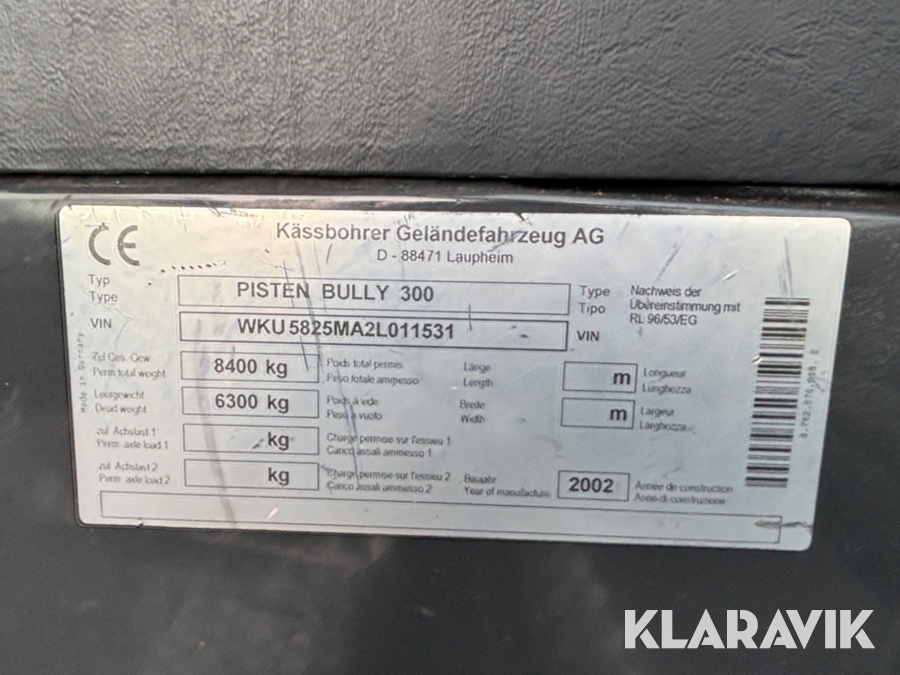 CE
Kässbohrer Geländefahrzeug AG
D - 88471 Laupheim
Typ
Type
PISTEN BULLY 300
Type
Tipo
Nachweis der
Übereinstimmung mit
RL 96/53/EG
VIN
WKU5825MA2L011531
VIN
Made in Germany
Zul Ges. Gew.
Perm total weight
8400 kg
Poids total permis
Peso totale ammesso
Länge
Length
m
Longueur
Lunghezza
Leergewicht
Dead weight
6300 kg
Poids à vide
Peso a vuoto
Breite
Width
m
Largeur
Larghezza
zul. Achslast 1
Perm. axle load 1
kg
Charge permise sur l'essieu 1
Carico assali ammesso 1
zul. Achslast 2
Perm. axle load 2
kg
Charge permise sur l'essieu 2
Carico assali ammesso 2
Baujahr
Year of manufacture
2002
Année de construction
Anno di costruzione
KLARAVIK